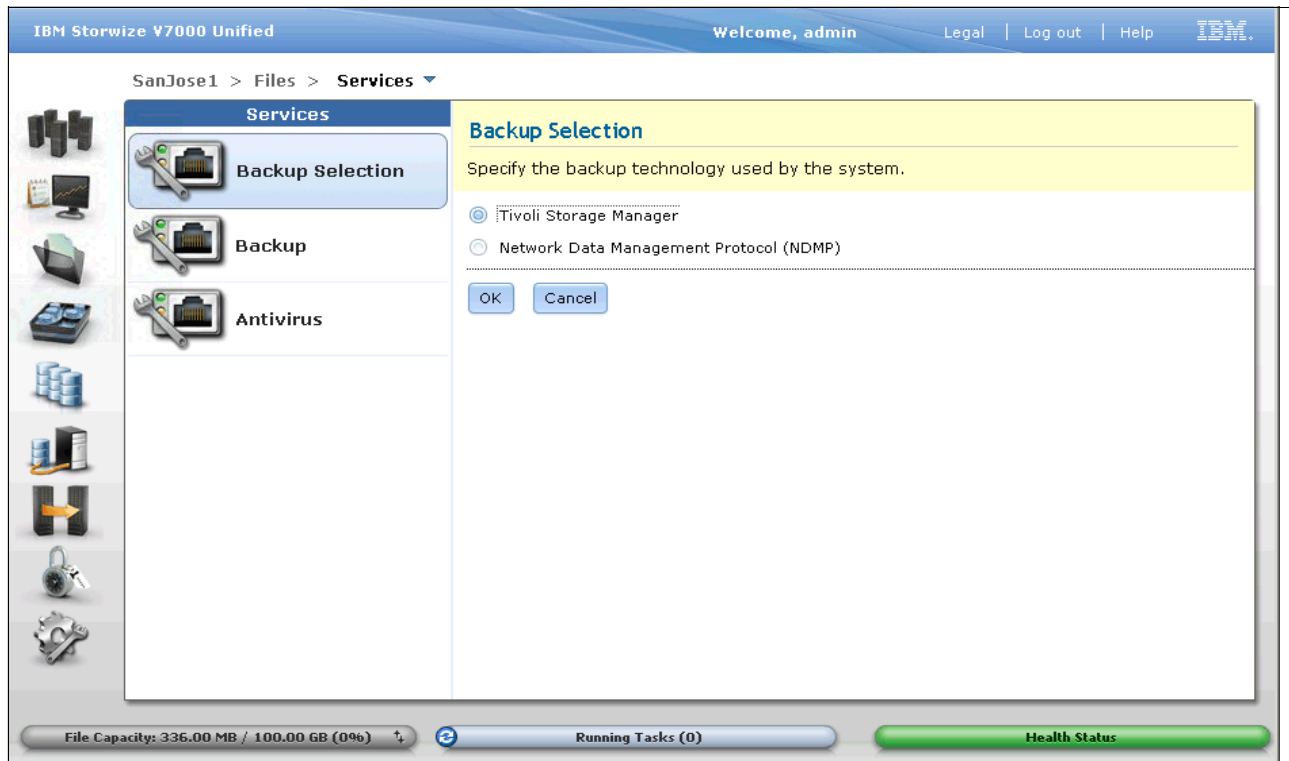 IBM Storwize V7000 Unified
Welcome, admin
Legal | Log out | Help
IBM.
SanJose1 > Files > Services
Services
Backup Selection
Backup
Antivirus
Backup Selection
Specify the backup technology used by the system.
Tivoli Storage Manager
Network Data Management Protocol (NDMP)
OK
Cancel
File Capacity: 336.00 MB / 100.00 GB (0%)
Running Tasks (0)
Health Status